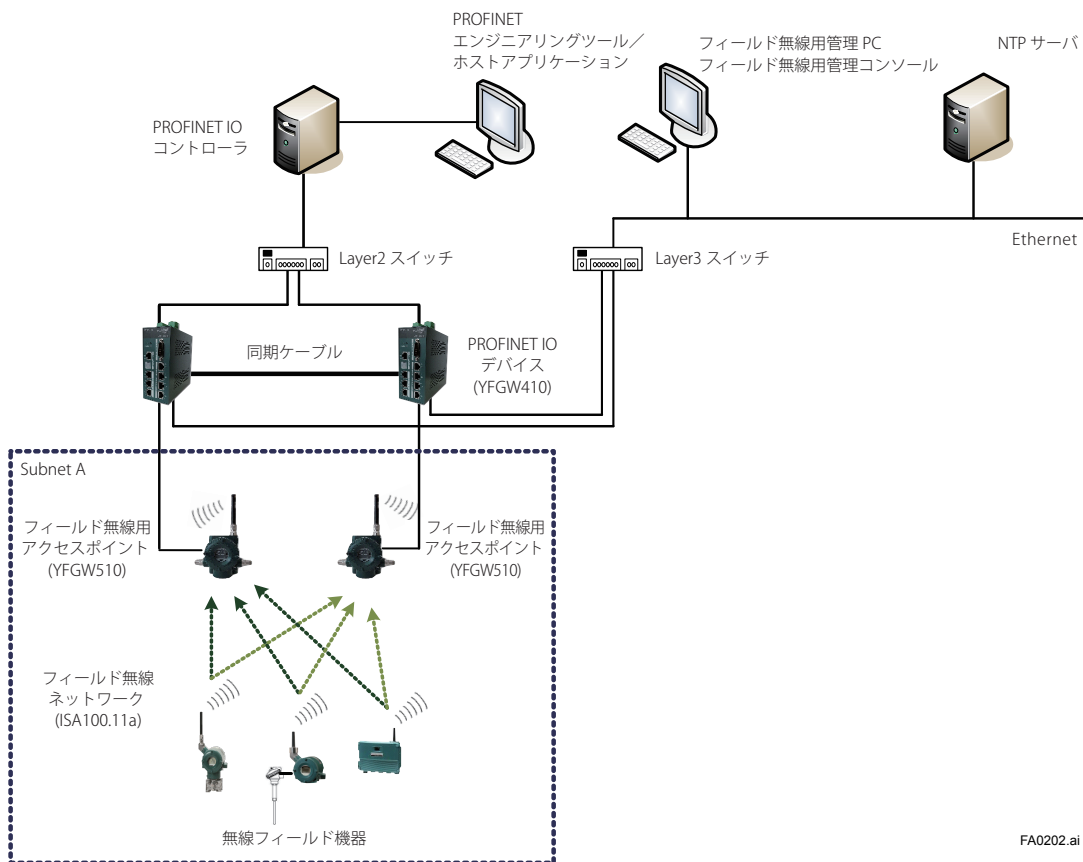 PROFINET
エンジニアリングツール／
ホストアプリケーション
フィールド無線用管理 PC
フィールド無線用管理コンソール
NTP サーバ
PROFINET IO
コントローラ
Ethernet
Layer2 スイッチ
Layer3 スイッチ
同期ケーブル
PROFINET IO
デバイス
(YFGW410)
Subnet A
フィールド無線用
アクセスポイント
(YFGW510)
フィールド無線用
アクセスポイント
(YFGW510)
フィールド無線
ネットワーク
(ISA100.11a)
無線フィールド機器
FA0202.ai